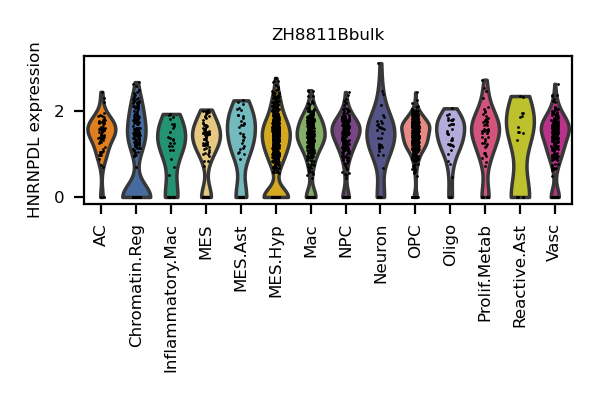 ZH8811Bbulk
HNRNPDL expression
2
0
AC
Chromatin.Reg
Inflammatory.Mac
MES
MES.Ast
MES.Hyp
Mac
NPC
Neuron
OPC
Oligo
Prolif.Metab
Reactive.Ast
Vasc